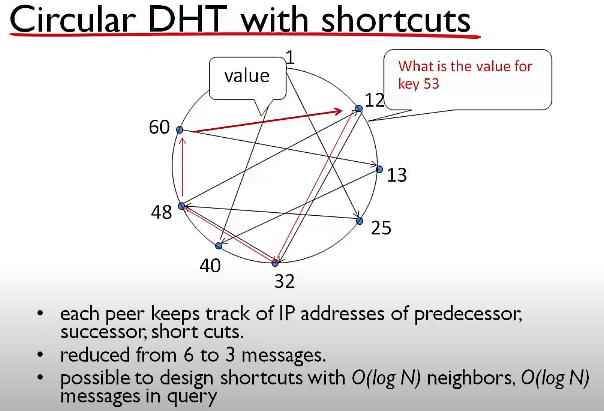 Circular DHT with shortcuts
1
value
What is the value for
key 53
12
60
13
48
25
40
32
• each peer keeps track of IP addresses of predecessor,
successor, short cuts.
• reduced from 6 to 3 messages.
• possible to design shortcuts with O(log N) neighbors, O(log N)
messages in query